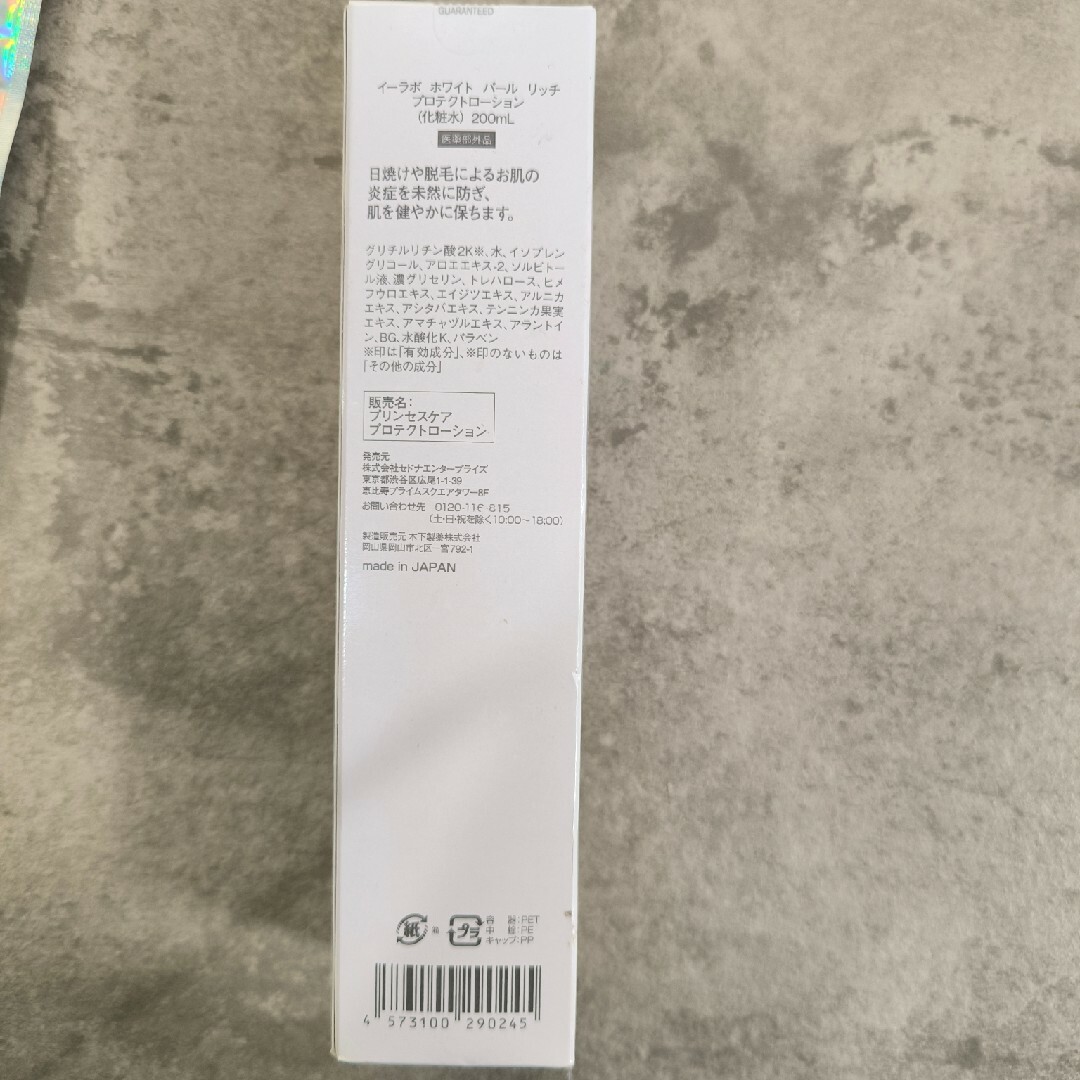 GUARANTEED
イーラボ ホワイト パール リッチ
プロテクトローション
(化粧水) 200mL
医薬部外品
日焼けや脱毛によるお肌の
炎症を未然に防ぎ、
肌を健やかに保ちます。
グリチルリチン酸2K※、水、イソプレン
グリコール、アロエエキス-2、ソルビトー
ル液、濃グリセリン、トレハロース、ヒメ
フウロエキス、エイジツエキス、アルニカ
エキス、アシタバエキス、テンニンカ果実
エキス、アマチャヅルエキス、アラントイ
ン、BG、水酸化K、パラベン
※印は「有効成分」、※印のないものは
「その他の成分」
販売名：
プリンセスケア
プロテクトローション
発売元
株式会社セドナエンタープライズ
東京都渋谷区広尾1-1-39
恵比寿プライムスクエアタワー8F
お問い合わせ先 0120-116-815
(土・日・祝を除く10:00〜18:00)
製造販売元 木下製薬株式会社
岡山県岡山市北区一宮792-1
made in JAPAN
紙 箱
プラ 容器：PET
中栓：PE
キャップ：PP
4 573100 290245